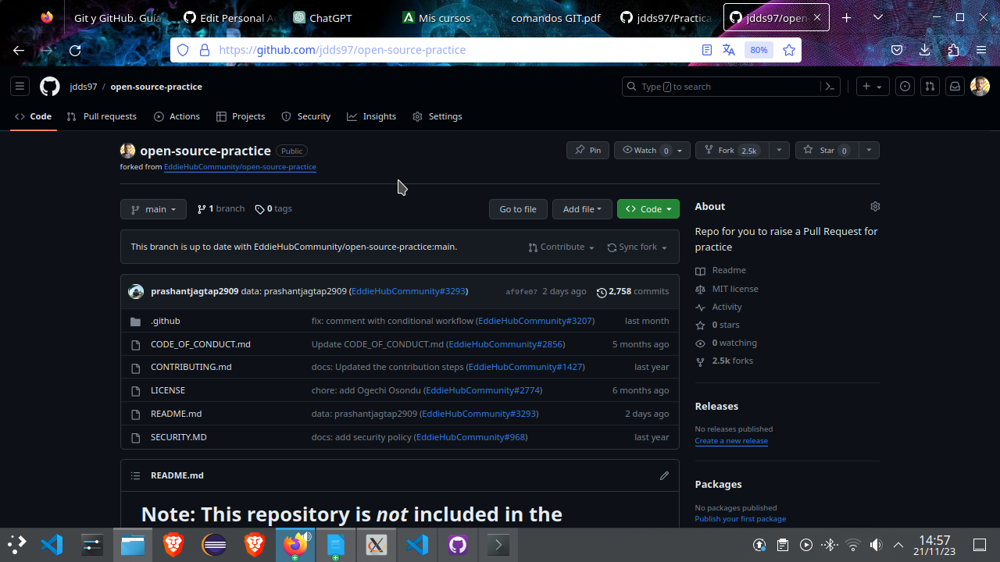 Git y GitHub. Guía
Edit Personal A
ChatGPT
Mis cursos
comandos GIT.pdf
jdds97/Practica
jdds97/open-
https://github.com/jdds97/open-source-practice
80%
jdds97 / open-source-practice
Type / to search
Code
Pull requests
Actions
Projects
Security
Insights
Settings
open-source-practice Public
Pin
Watch 0
Fork 2.5k
Star 0
forked from EddieHubCommunity/open-source-practice
main
1 branch
0 tags
Go to file
Add file
Code
This branch is up to date with EddieHubCommunity/open-source-practice:main.
Contribute
Sync fork
prashantjagtap2909 data: prashantjagtap2909 (EddieHubCommunity#3293) af9fe07 2 days ago 2,758 commits
.github fix: comment with conditional workflow (EddieHubCommunity#3207) last month
CODE_OF_CONDUCT.md Update CODE_OF_CONDUCT.md (EddieHubCommunity#2856) 5 months ago
CONTRIBUTING.md docs: Updated the contribution steps (EddieHubCommunity#1427) last year
LICENSE chore: add Ogechi Osondu (EddieHubCommunity#2774) 6 months ago
README.md data: prashantjagtap2909 (EddieHubCommunity#3293) 2 days ago
SECURITY.MD docs: add security policy (EddieHubCommunity#968) last year
README.md
Note: This repository is not included in the
About
Repo for you to raise a Pull Request for
practice
Readme
MIT license
Activity
0 stars
0 watching
2.5k forks
Releases
No releases published
Create a new release
Packages
No packages published
Publish your first package
14:57
21/11/23